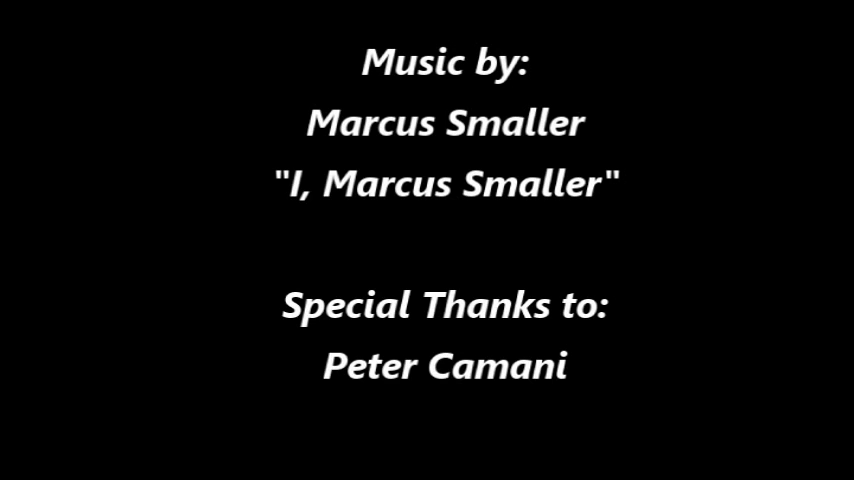 Music by:
Marcus Smaller
"I, Marcus Smaller"
Special Thanks to:
Peter Camani